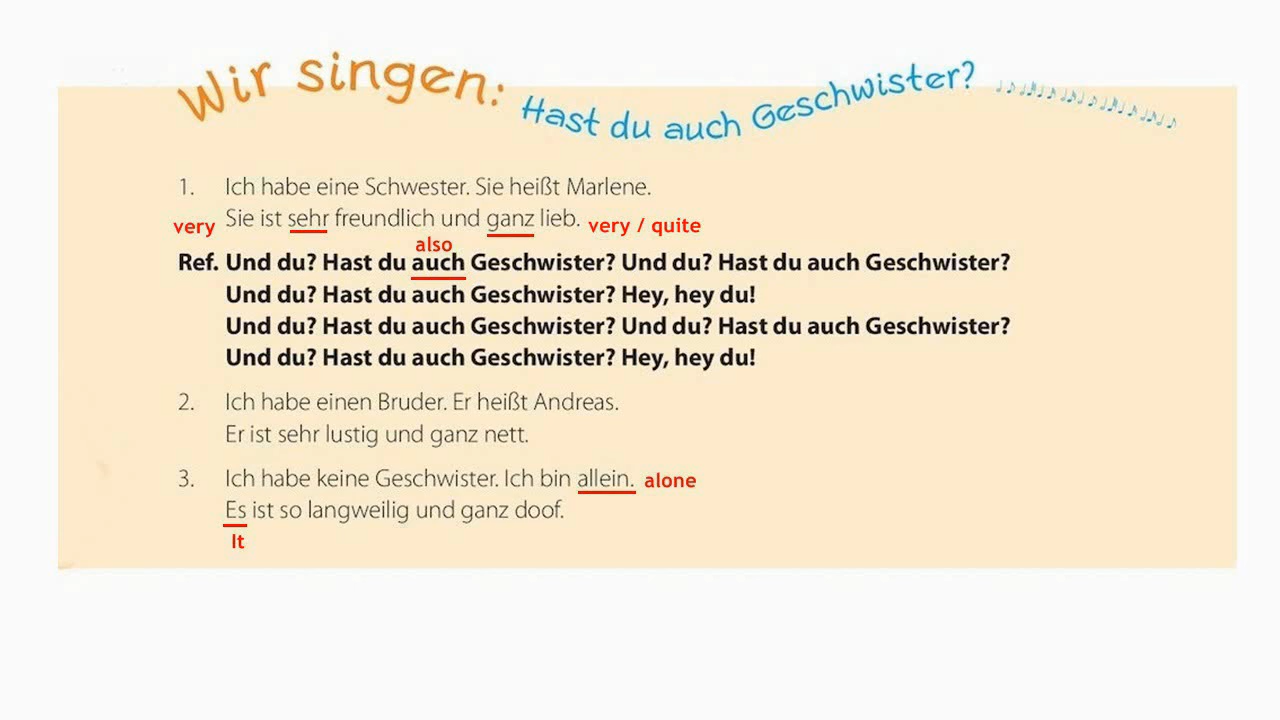 Wir singen: Hast du auch Geschwister?
1. Ich habe eine Schwester. Sie heißt Marlene.
very Sie ist sehr freundlich und ganz lieb. very / quite
also
Ref. Und du? Hast du auch Geschwister? Und du? Hast du auch Geschwister?
Und du? Hast du auch Geschwister? Hey, hey du!
Und du? Hast du auch Geschwister? Und du? Hast du auch Geschwister?
Und du? Hast du auch Geschwister? Hey, hey du!
2. Ich habe einen Bruder. Er heißt Andreas.
Er ist sehr lustig und ganz nett.
3. Ich habe keine Geschwister. Ich bin allein. alone
Es ist so langweilig und ganz doof.
It